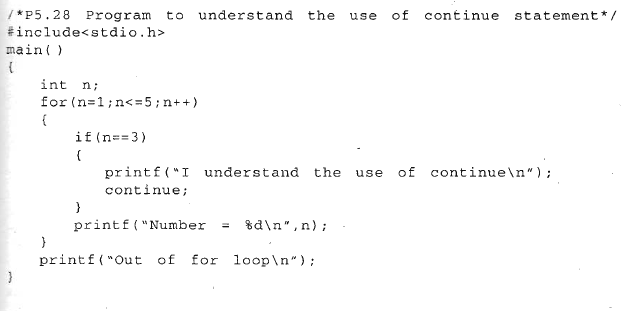 /*P5.28 Program to understand the use of continue statement*/
#include<stdio.h>
main( )
{
    int n;
    for(n=1;n<=5;n++)
    {
        if(n==3)
        {
            printf("I understand the use of continue\n");
            continue;
        }
        printf("Number = %d\n",n);
    }
    printf("Out of for loop\n");
}